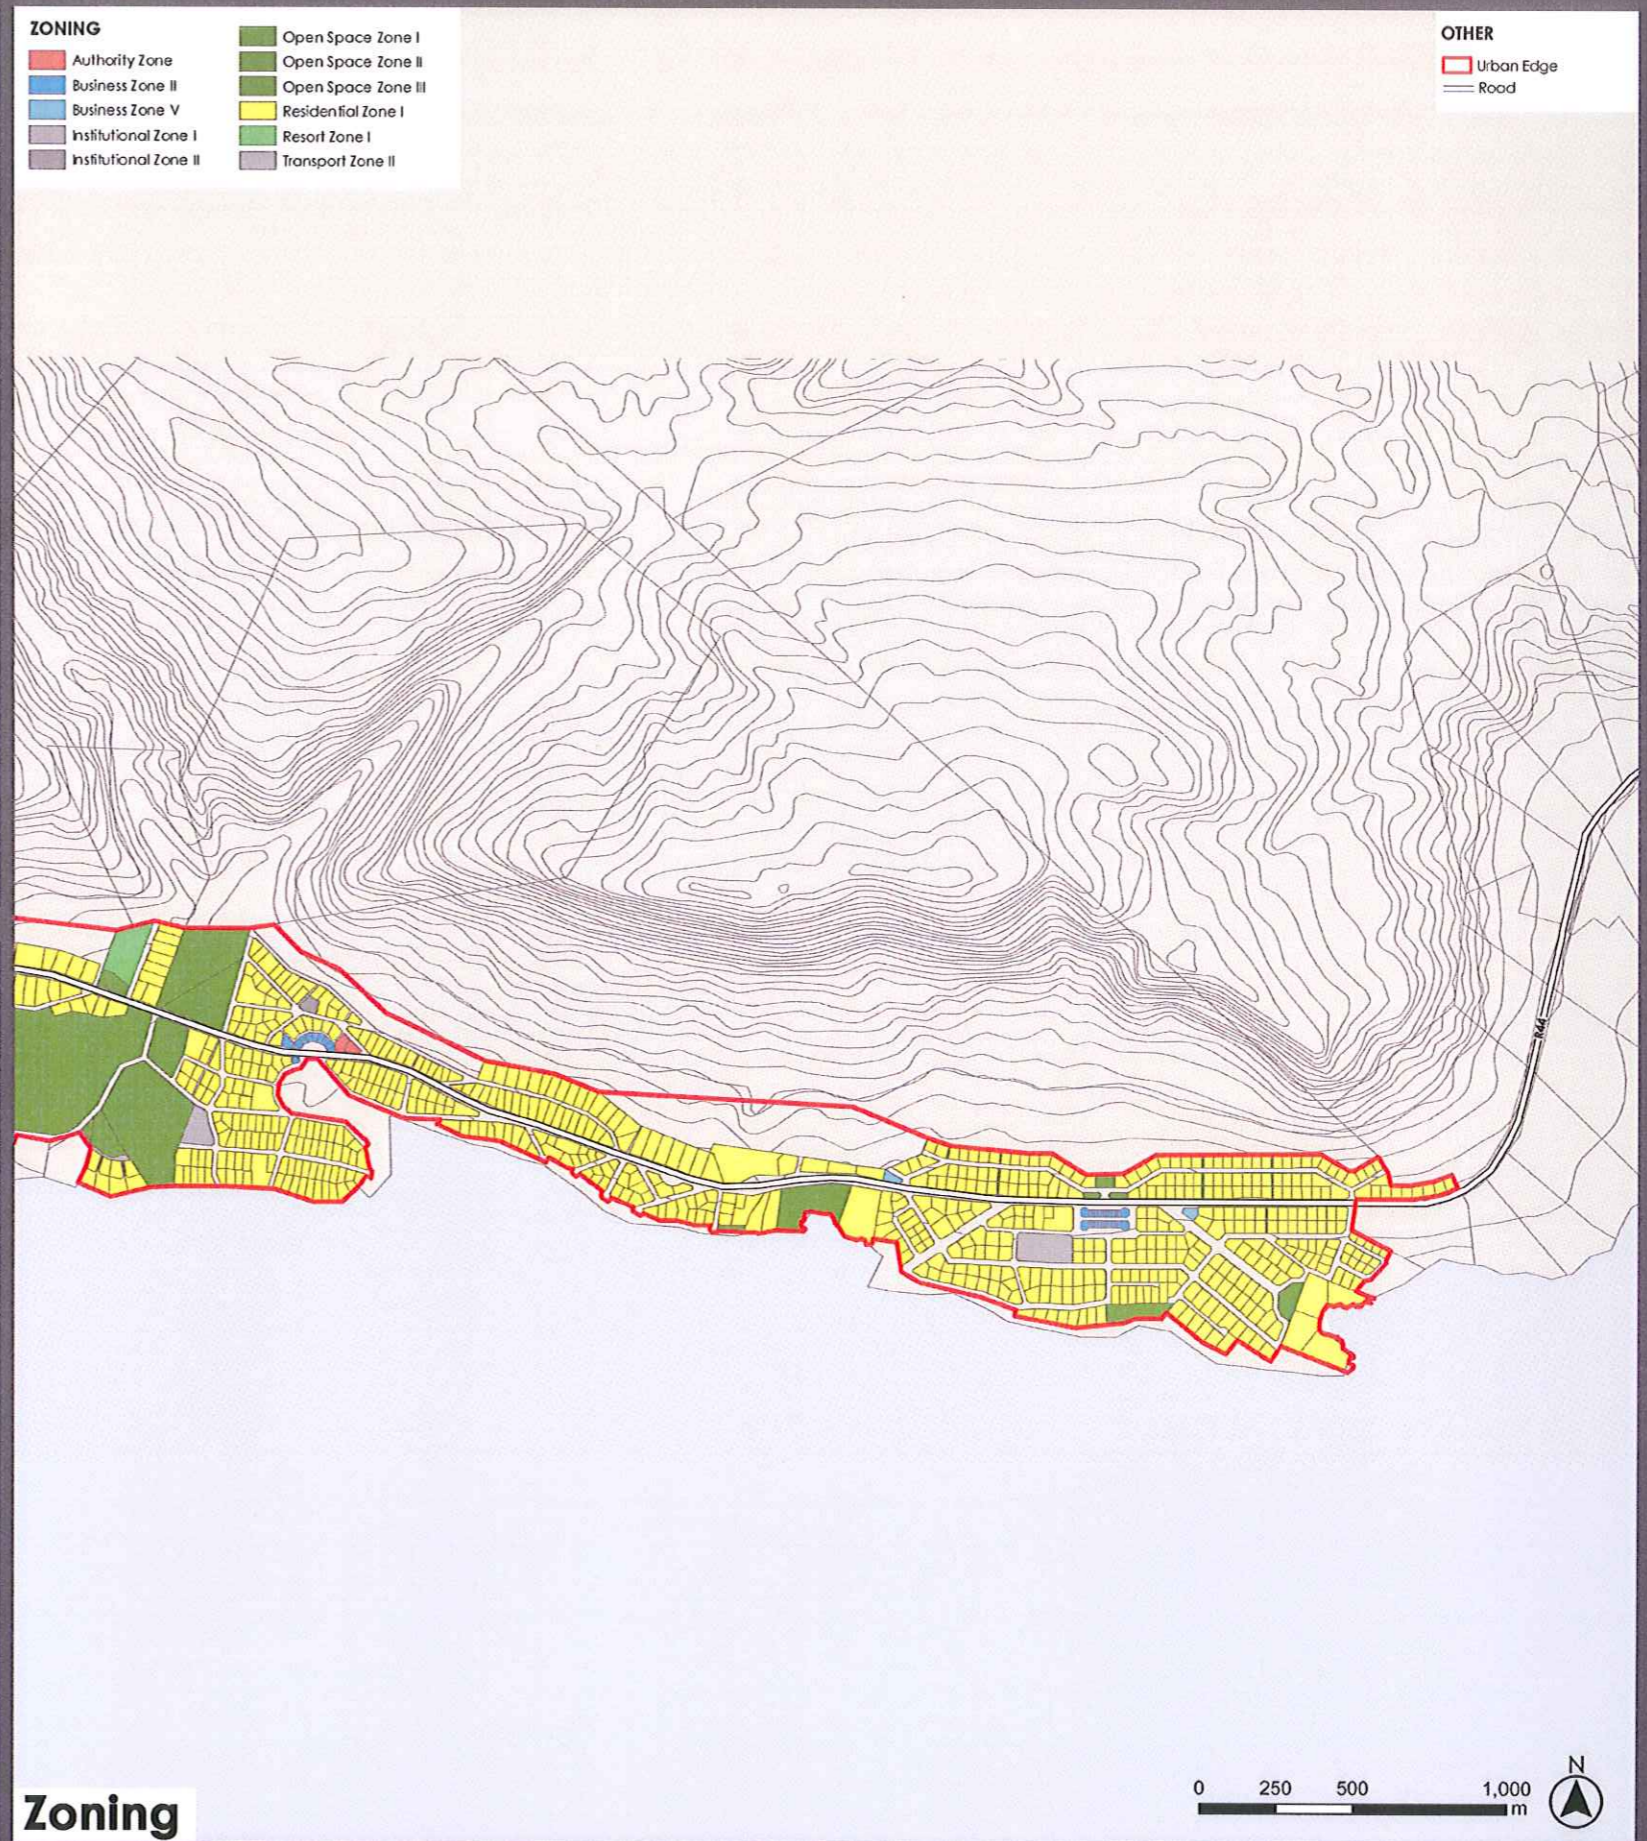 ZONING
Authority Zone
Business Zone II
Business Zone V
Institutional Zone I
Institutional Zone II
Open Space Zone I
Open Space Zone II
Open Space Zone III
Residential Zone I
Resort Zone I
Transport Zone II
OTHER
Urban Edge
Road
R44
N
0 250 500 1,000
m
Zoning